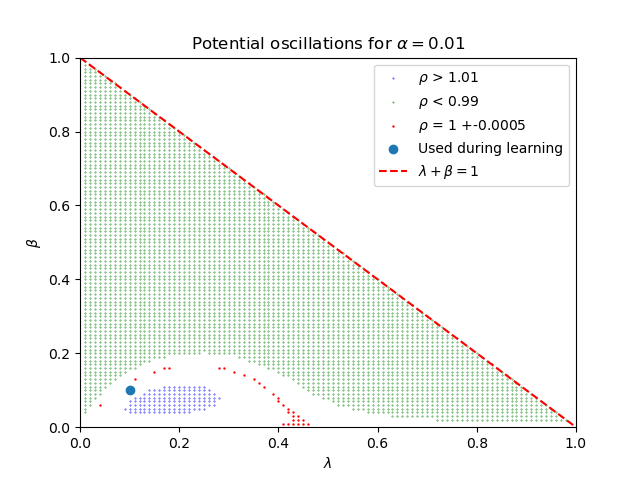 Potential oscillations for α = 0.01
1.0
0.8
0.6
0.4
0.2
0.0
β
ρ > 1.01
ρ < 0.99
ρ = 1 +-0.0005
Used during learning
λ + β = 1
0.0 0.2 0.4 0.6 0.8 1.0
λ